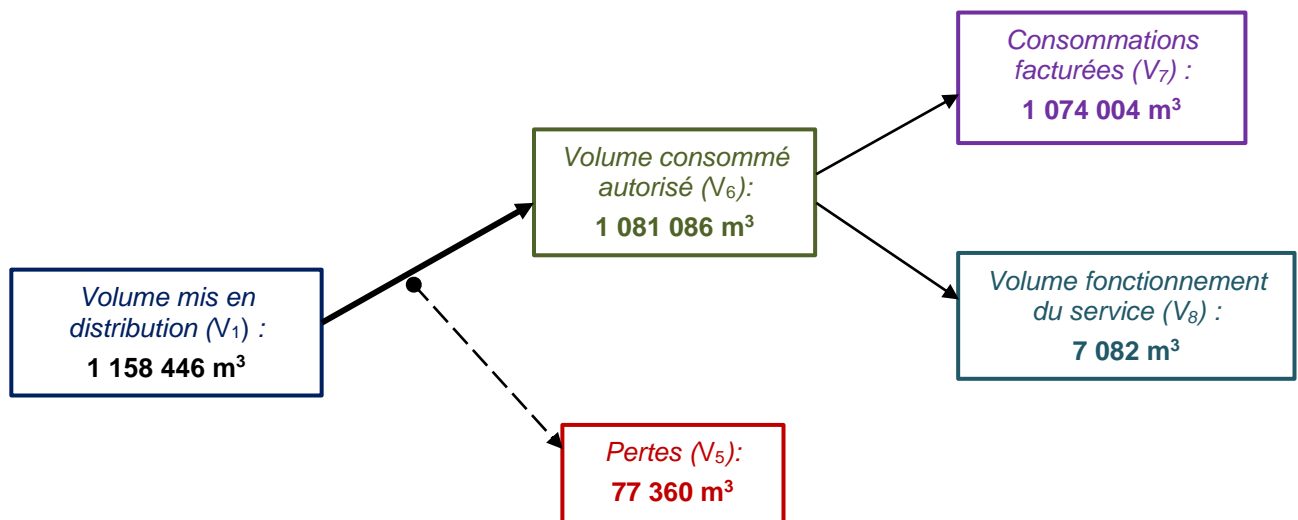 Consommations
facturées (V7) :
1 074 004 m³
Volume consommé
autorisé (V6):
1 081 086 m³
Volume mis en
distribution (V1) :
1 158 446 m³
Volume fonctionnement
du service (V8) :
7 082 m³
Pertes (V5):
77 360 m³